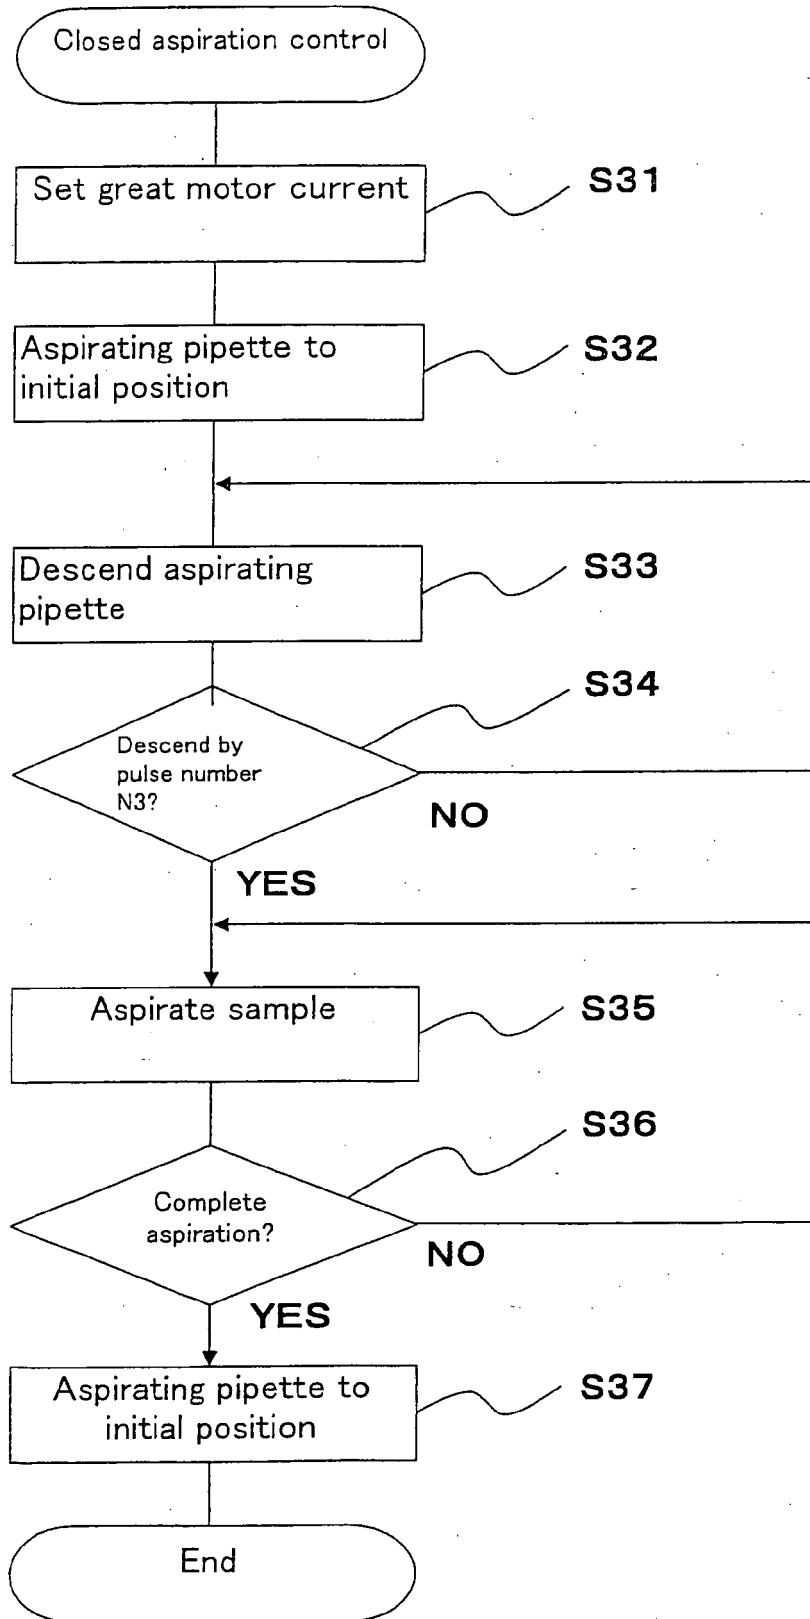 Closed aspiration control
Set great motor current
S31
Aspirating pipette to
initial position
S32
Descend aspirating
pipette
S33
S34
Descend by
pulse number
N3?
NO
YES
Aspirate sample
S35
S36
Complete
aspiration?
NO
YES
Aspirating pipette to
initial position
S37
End